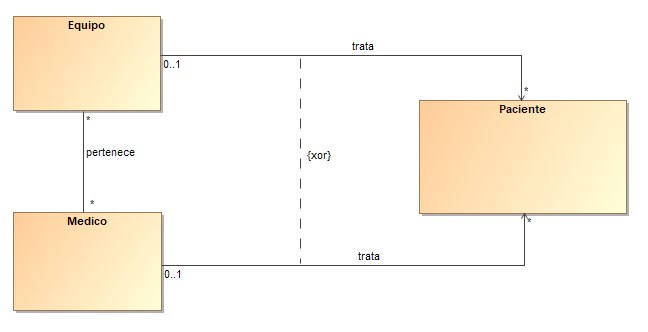 Equipo
trata
0..1
*
Paciente
*
pertenece
{xor}
*
Medico
*
trata
0..1